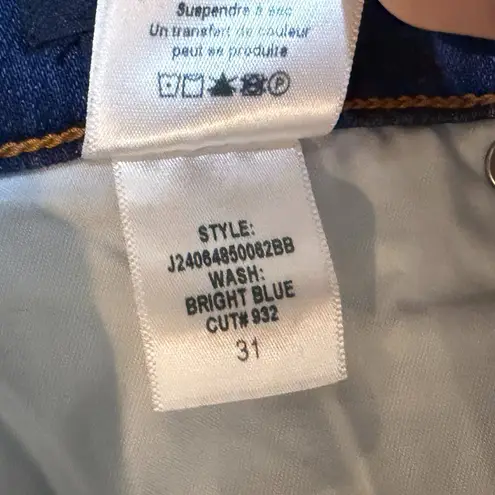 Suspendre à sec
Un transfert de couleur
peut se produire
P
STYLE:
J24064850062BB
WASH:
BRIGHT BLUE
CUT# 932
31